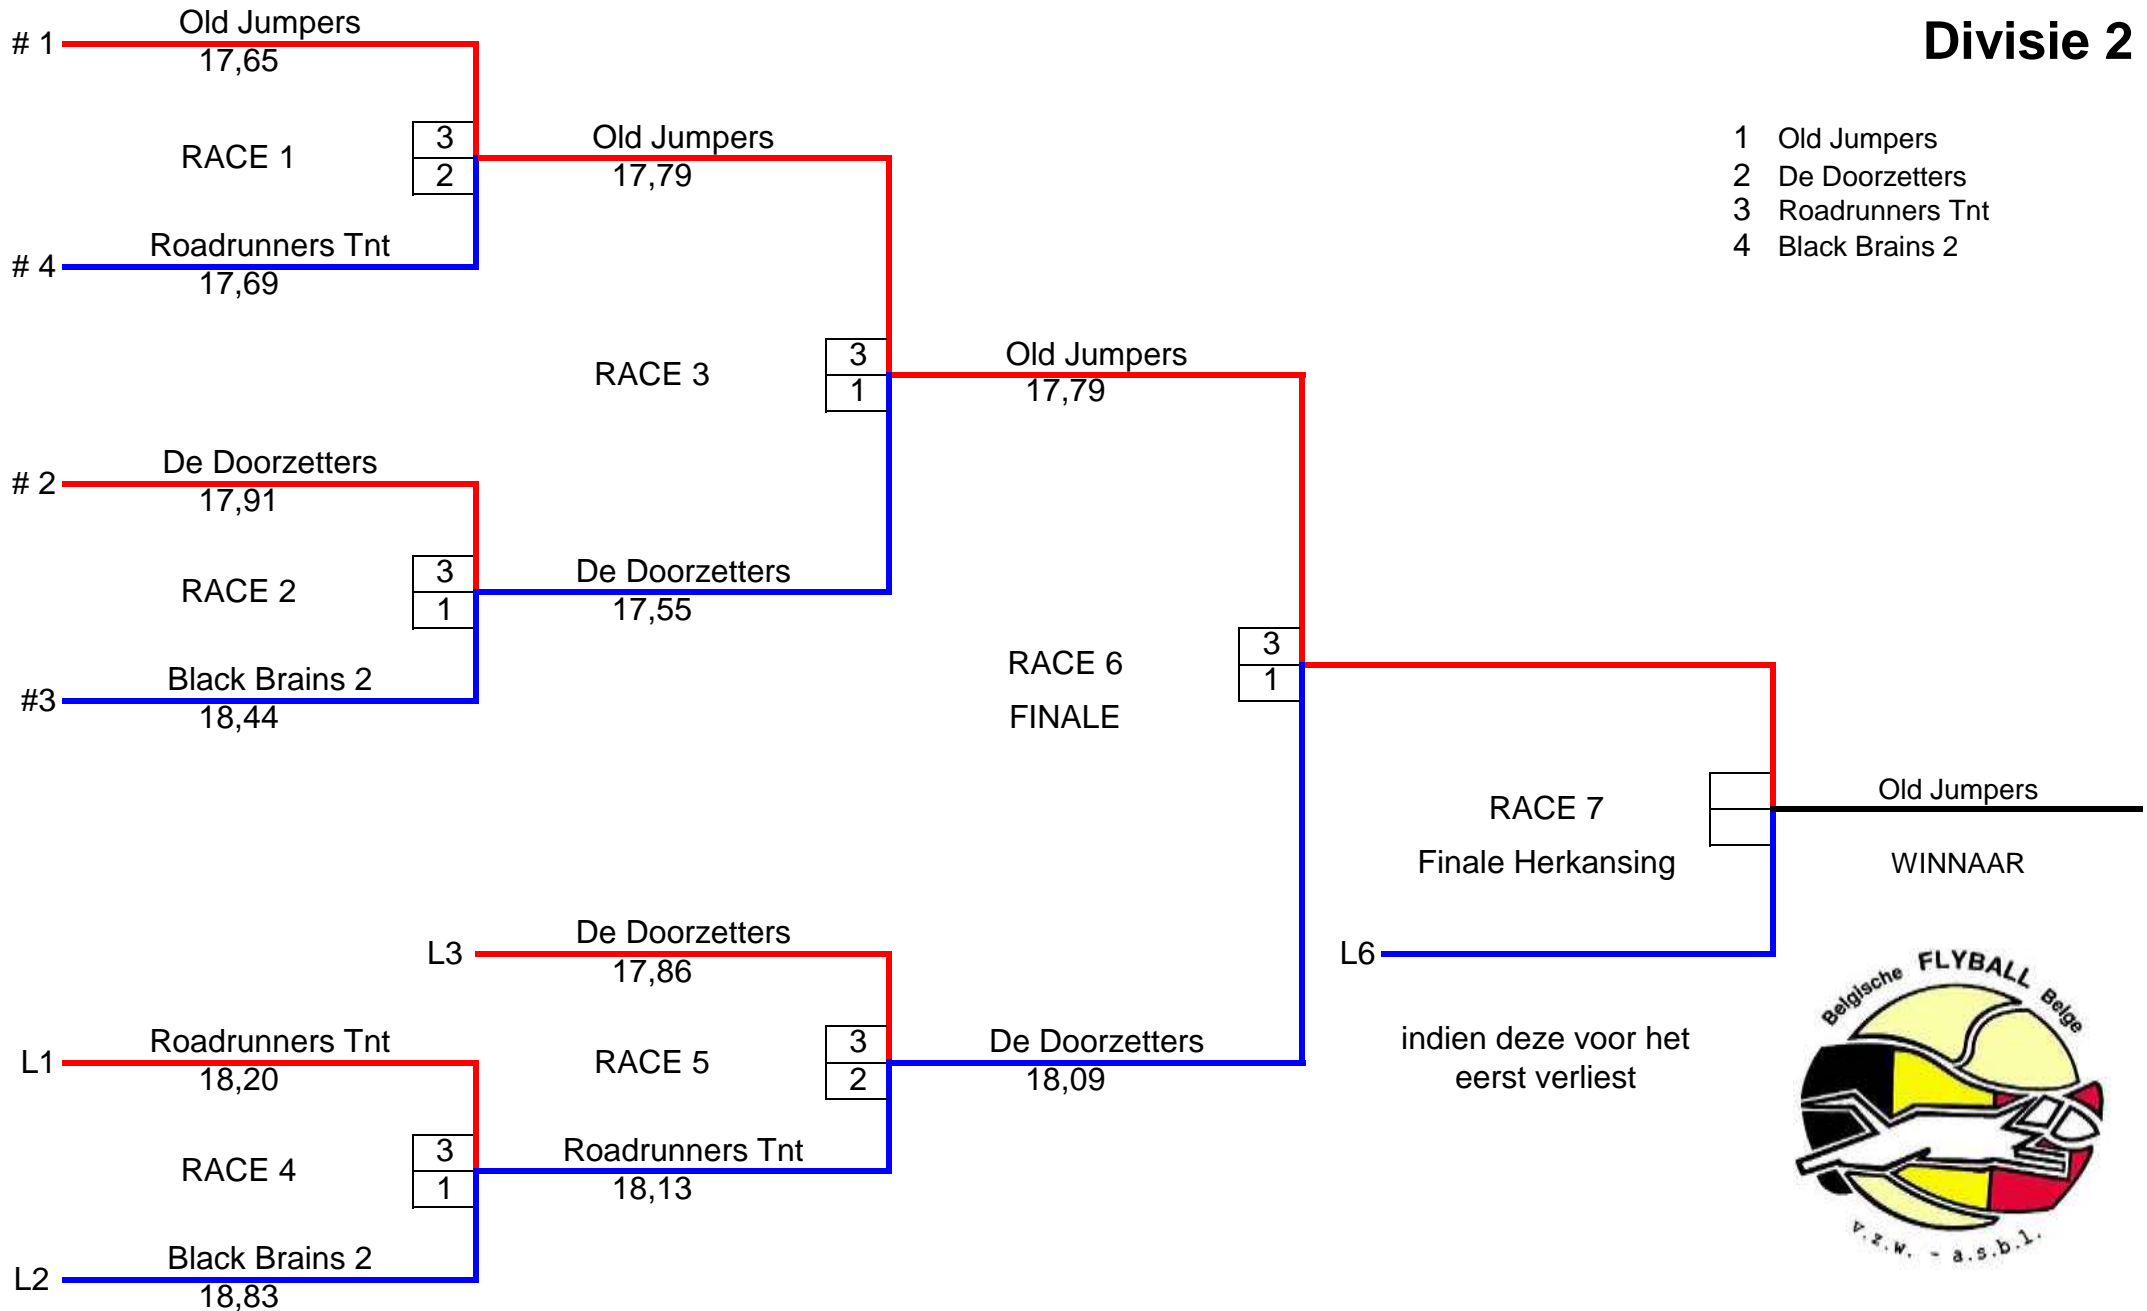 Divisie 2
# 1
Old Jumpers
17,65
RACE 1
3
2
# 4
Roadrunners Tnt
17,69
Old Jumpers
17,79
1 Old Jumpers
2 De Doorzetters
3 Roadrunners Tnt
4 Black Brains 2
RACE 3
3
1
Old Jumpers
17,79
# 2
De Doorzetters
17,91
RACE 2
3
1
De Doorzetters
17,55
#3
Black Brains 2
18,44
RACE 6
FINALE
3
1
RACE 7
Finale Herkansing
Old Jumpers
WINNAAR
L3
De Doorzetters
17,86
L6
indien deze voor het
eerst verliest
L1
Roadrunners Tnt
18,20
RACE 5
3
2
De Doorzetters
18,09
RACE 4
3
1
Roadrunners Tnt
18,13
L2
Black Brains 2
18,83
Belgische FLYBALL Belge
v.z.w. - a.s.b.l.